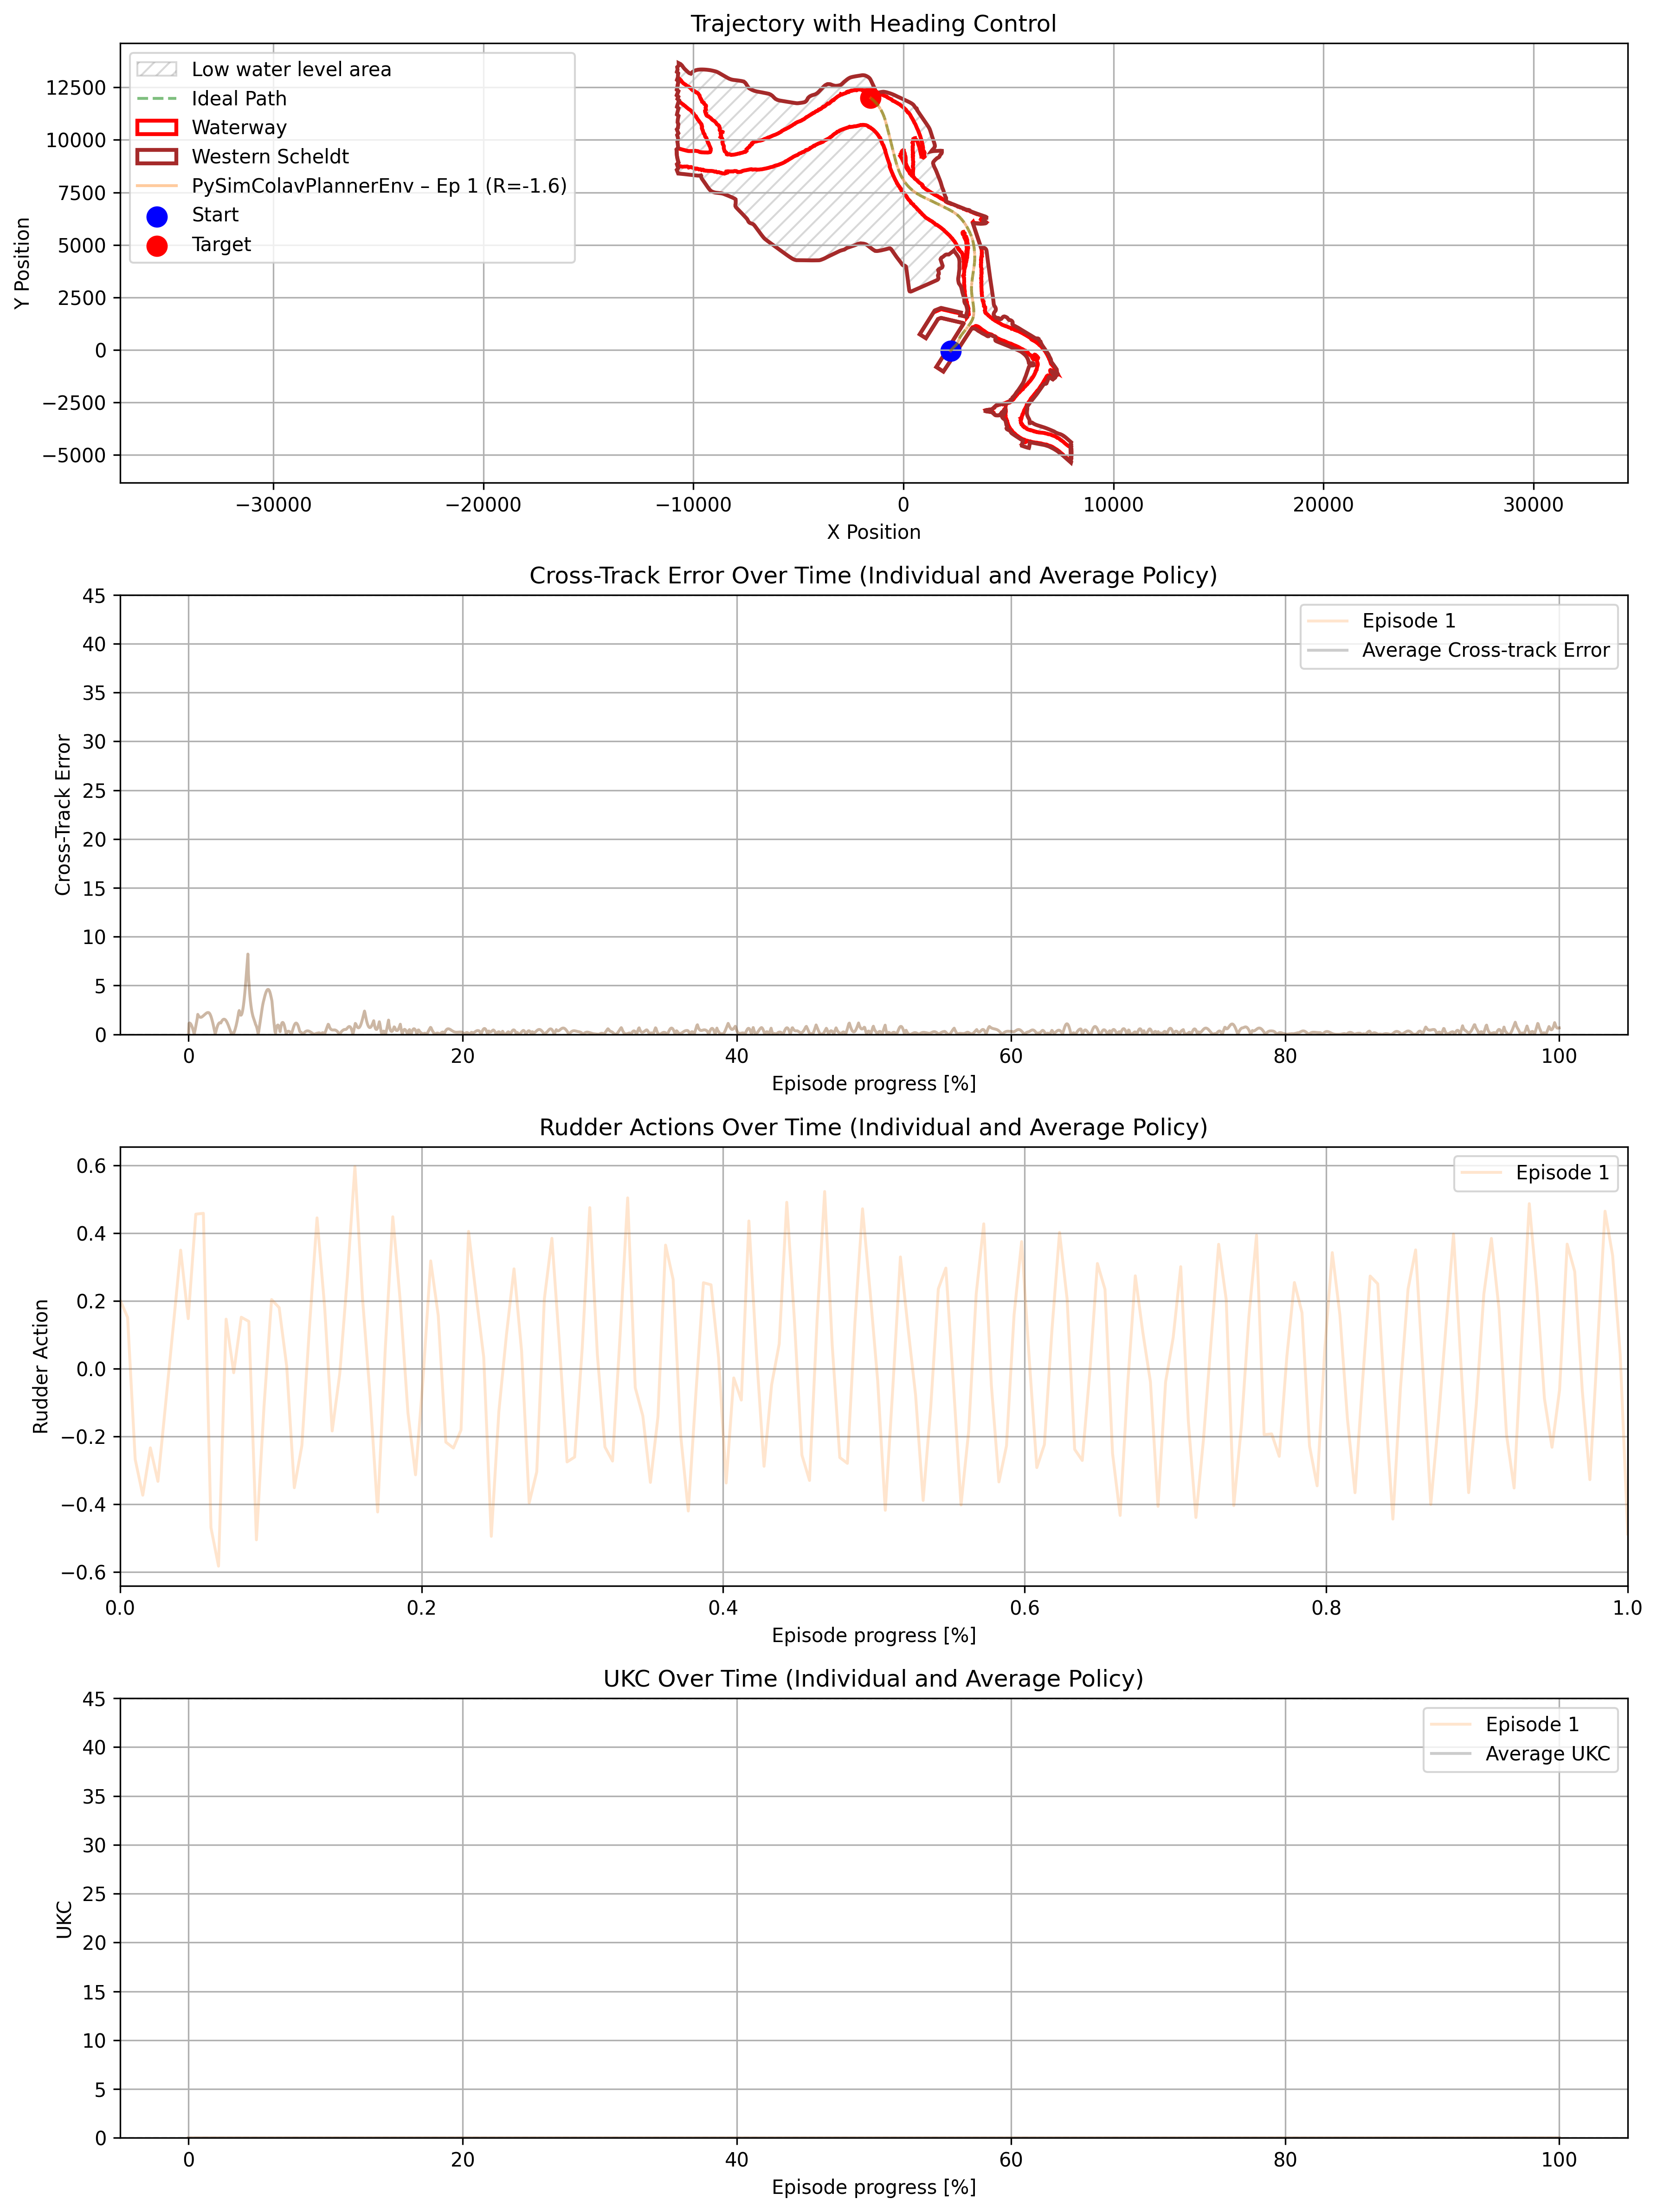 Trajectory with Heading Control
Low water level area
Ideal Path
Waterway
Western Scheldt
PySimColavPlannerEnv – Ep 1 (R=-1.6)
Start
Target
Y Position
12500
10000
7500
5000
2500
0
−2500
−5000
−30000
−20000
−10000
0
10000
20000
30000
X Position
Cross-Track Error Over Time (Individual and Average Policy)
Episode 1
Average Cross-track Error
Cross-Track Error
45
40
35
30
25
20
15
10
5
0
0
20
40
60
80
100
Episode progress [%]
Rudder Actions Over Time (Individual and Average Policy)
Episode 1
Rudder Action
0.6
0.4
0.2
0.0
−0.2
−0.4
−0.6
0.0
0.2
0.4
0.6
0.8
1.0
Episode progress [%]
UKC Over Time (Individual and Average Policy)
Episode 1
Average UKC
UKC
45
40
35
30
25
20
15
10
5
0
0
20
40
60
80
100
Episode progress [%]